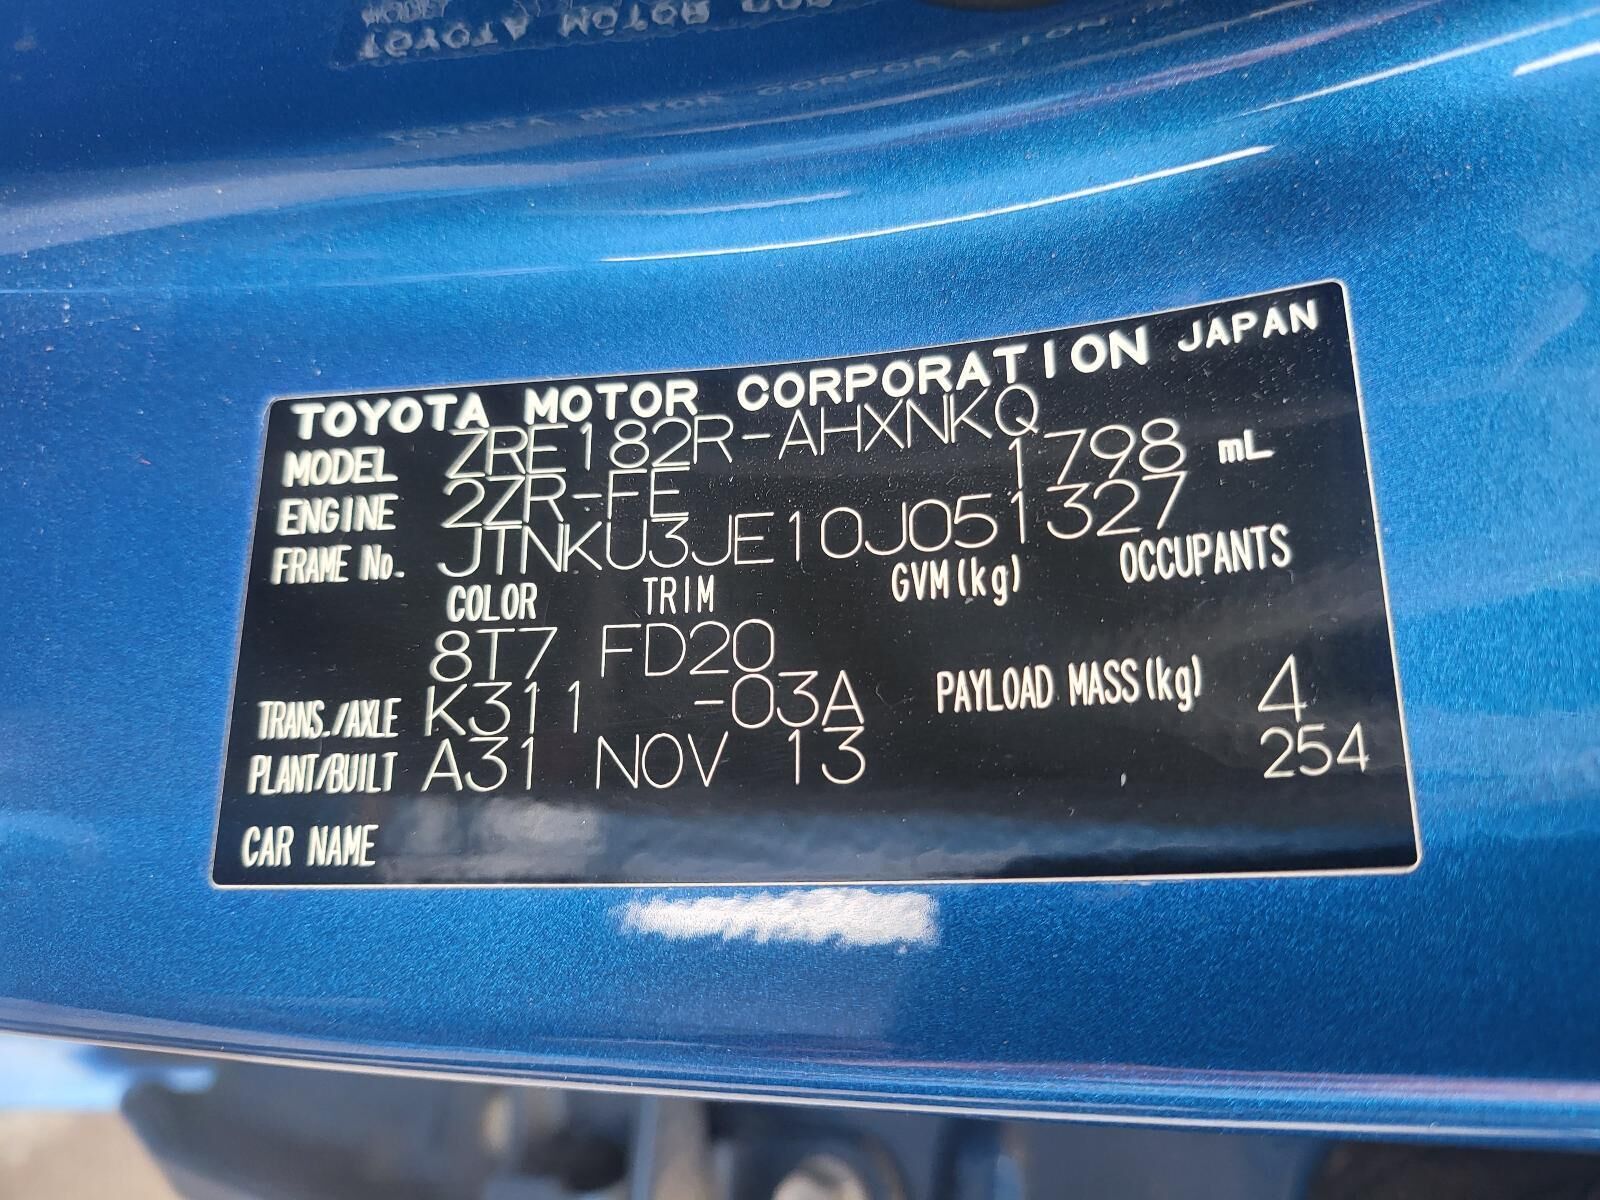 TOYOTA MOTOR CORPORATION JAPAN
MODEL ZRE182R-AHXNKQ
ENGINE 2ZR-FE 1798 mL
FRAME No. JTNKU3JE10J051327
COLOR TRIM GVM(kg) OCCUPANTS
8T7 FD20
TRANS./AXLE K311 -03A PAYLOAD MASS(kg) 4
PLANT/BUILT A31 NOV 13 254
CAR NAME